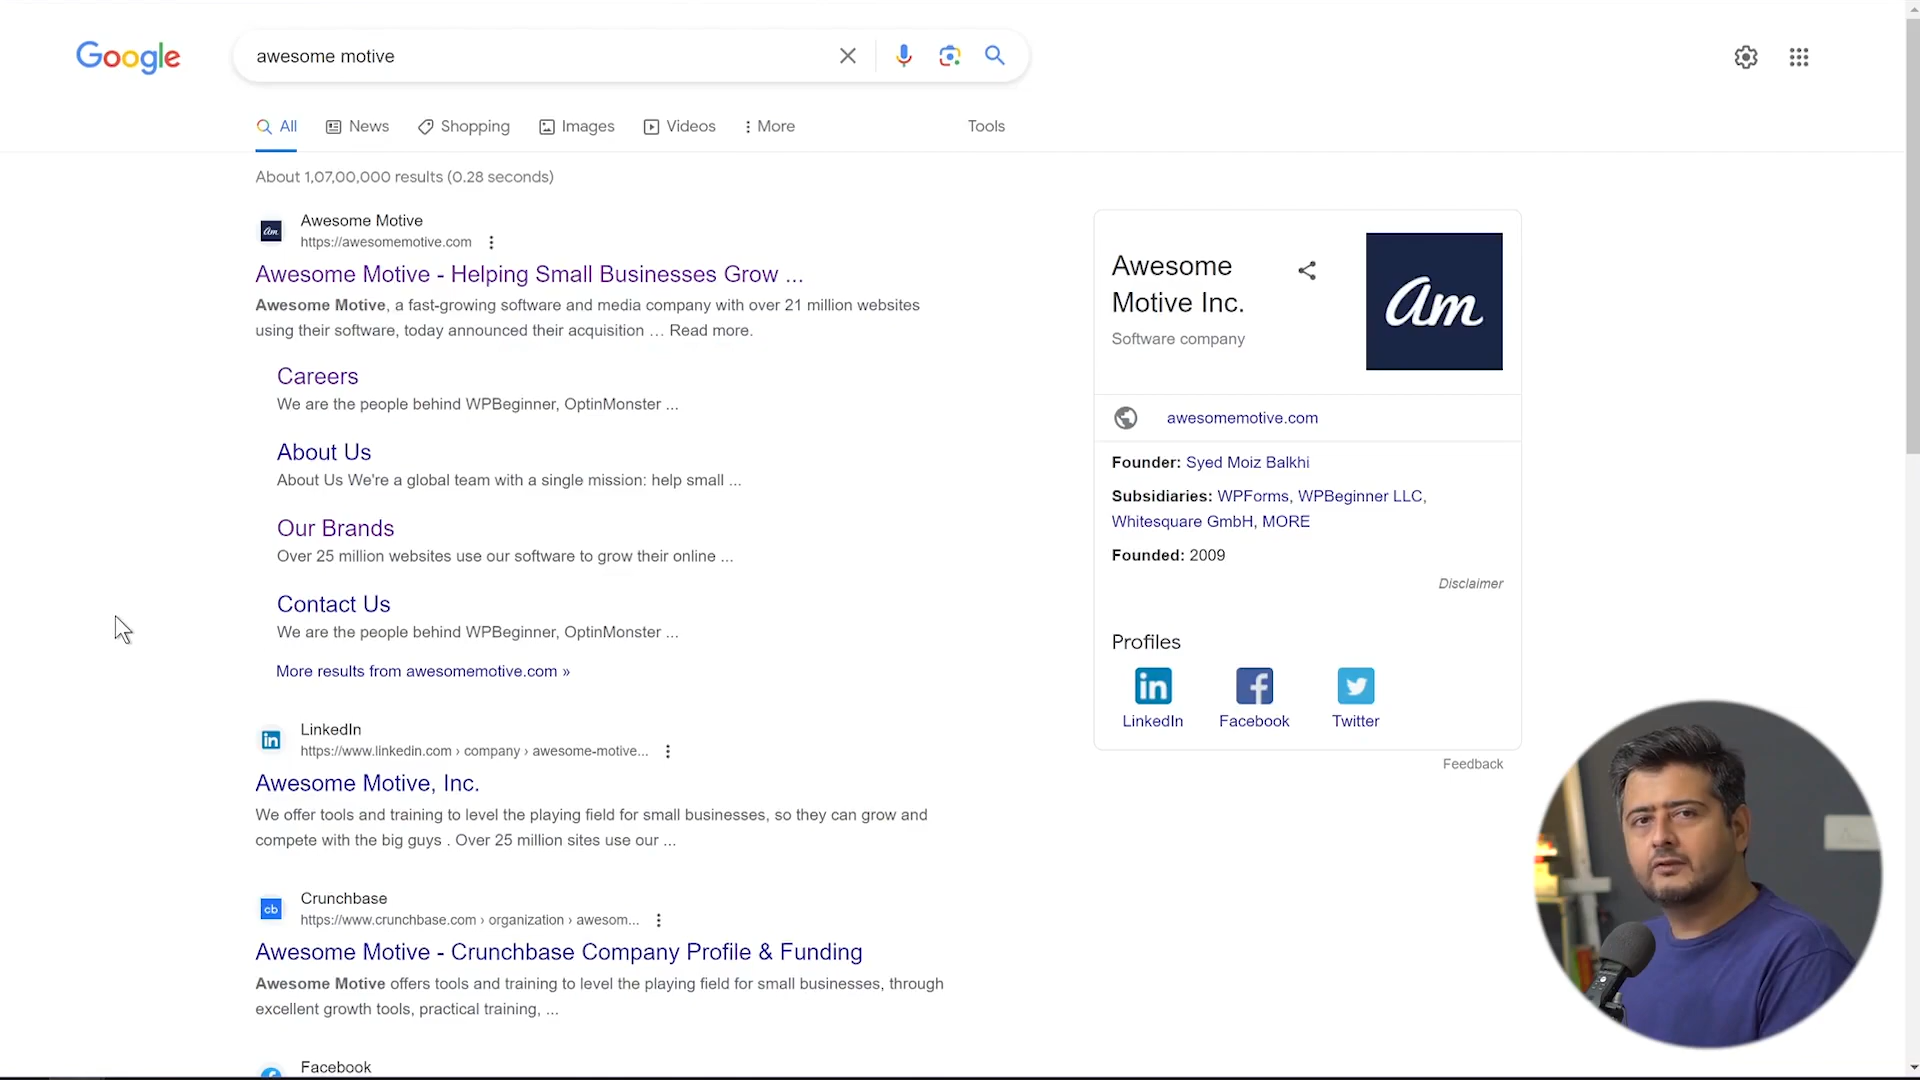 Google
awesome motive
All
News
Shopping
Images
Videos
More
Tools
About 1,07,00,000 results (0.28 seconds)
am
Awesome Motive
https://awesomemotive.com
Awesome Motive - Helping Small Businesses Grow ...
Awesome Motive, a fast-growing software and media company with over 21 million websites
using their software, today announced their acquisition … Read more.
Careers
We are the people behind WPBeginner, OptinMonster ...
About Us
About Us We're a global team with a single mission: help small ...
Our Brands
Over 25 million websites use our software to grow their online ...
Contact Us
We are the people behind WPBeginner, OptinMonster ...
More results from awesomemotive.com »
in
LinkedIn
https://www.linkedin.com › company › awesome-motive...
Awesome Motive, Inc.
We offer tools and training to level the playing field for small businesses, so they can grow and
compete with the big guys . Over 25 million sites use our ...
cb
Crunchbase
https://www.crunchbase.com › organization › awesom...
Awesome Motive - Crunchbase Company Profile & Funding
Awesome Motive offers tools and training to level the playing field for small businesses, through
excellent growth tools, practical training, ...
Facebook
Awesome
Motive Inc.
Software company
am
awesomemotive.com
Founder: Syed Moiz Balkhi
Subsidiaries: WPForms, WPBeginner LLC,
Whitesquare GmbH, MORE
Founded: 2009
Disclaimer
Profiles
in
f
LinkedIn
Facebook
Twitter
Feedback